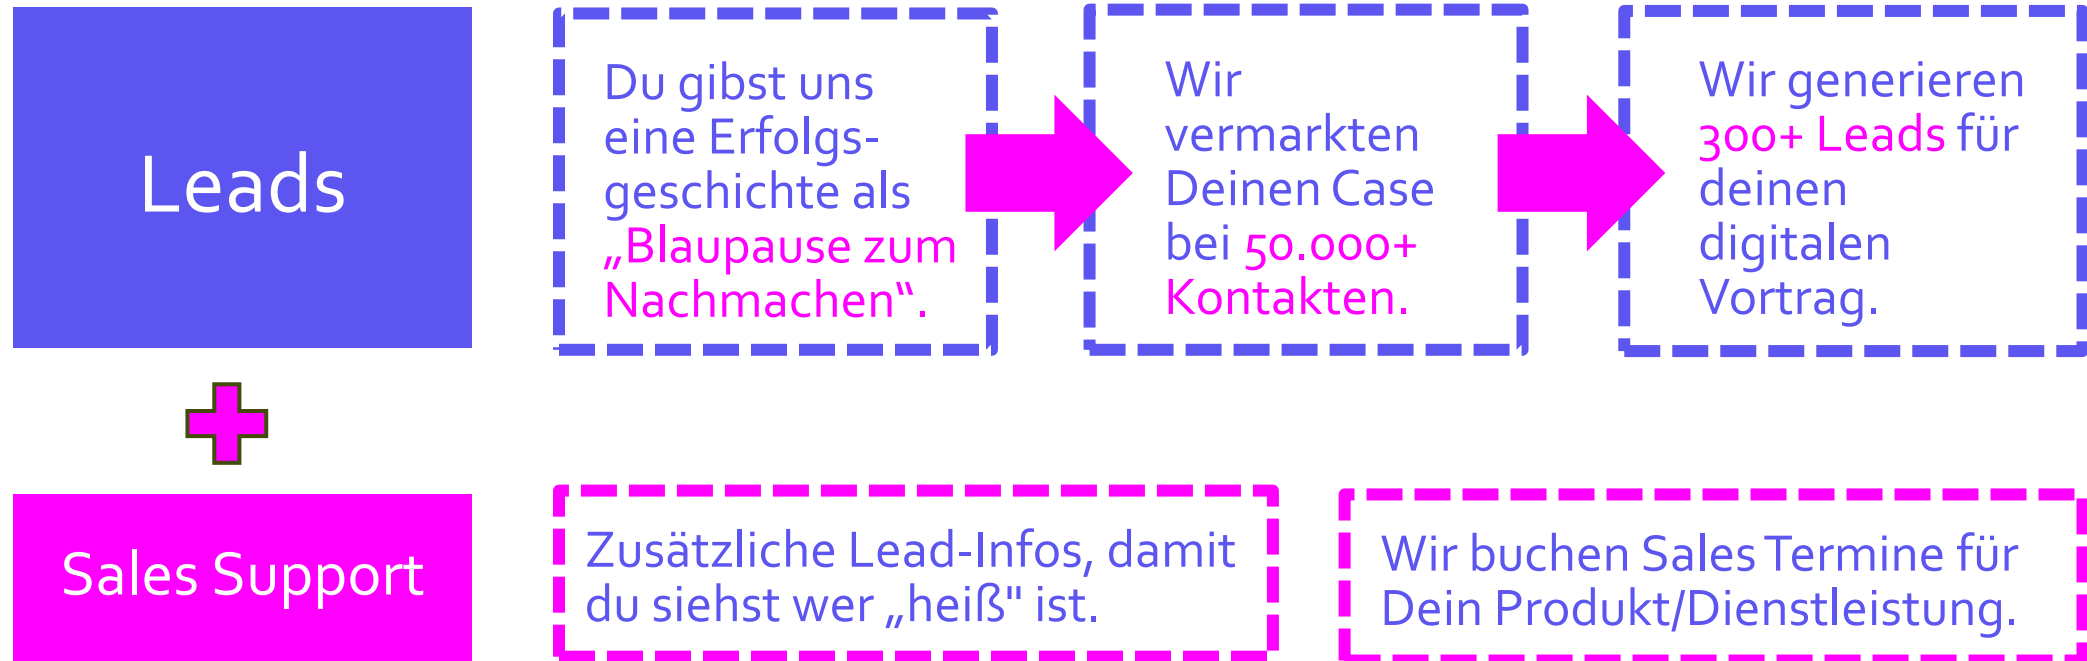 Leads
Du gibst uns
eine Erfolgs-
geschichte als
„Blaupause zum
Nachmachen“.
Wir
vermarkten
Deinen Case
bei 50.000+
Kontakten.
Wir generieren
300+ Leads für
deinen
digitalen
Vortrag.
Sales Support
Zusätzliche Lead-Infos, damit
du siehst wer „heiß" ist.
Wir buchen Sales Termine für
Dein Produkt/Dienstleistung.